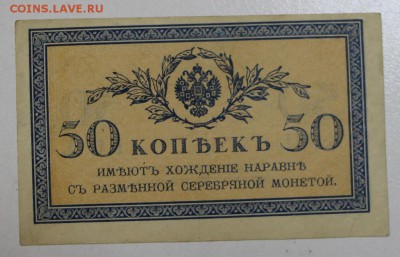 COINS.LAVE.RU
50 КОПѢЕКЪ 50
ИМѢЮТЪ ХОЖДЕНІЕ НАРАВНѢ
СЪ РАЗМѢННОЙ СЕРЕБРЯНОЙ МОНЕТОЙ.